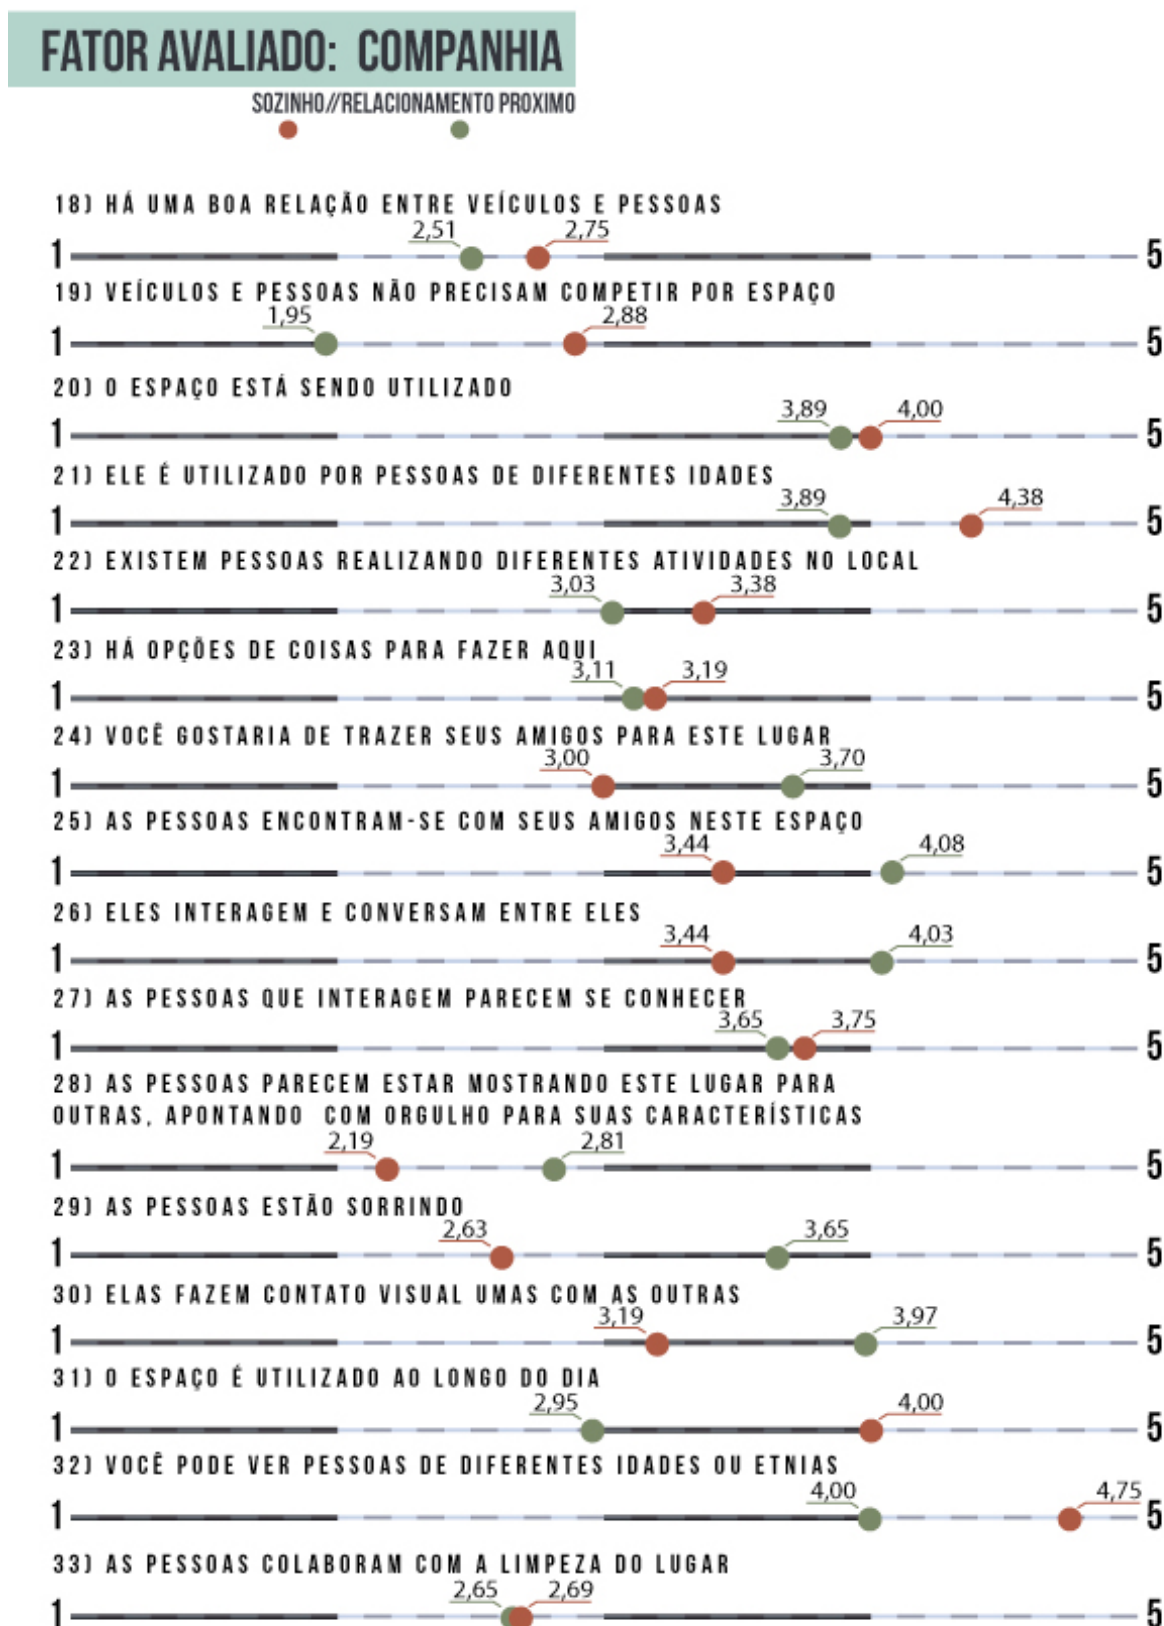 FATOR AVALIADO: COMPANHIA
SOZINHO//RELACIONAMENTO PROXIMO
18) HÁ UMA BOA RELAÇÃO ENTRE VEÍCULOS E PESSOAS
2,51 2,75
1 5
19) VEÍCULOS E PESSOAS NÃO PRECISAM COMPETIR POR ESPAÇO
1,95 2,88
1 5
20) O ESPAÇO ESTÁ SENDO UTILIZADO
3,89 4,00
1 5
21) ELE É UTILIZADO POR PESSOAS DE DIFERENTES IDADES
3,89 4,38
1 5
22) EXISTEM PESSOAS REALIZANDO DIFERENTES ATIVIDADES NO LOCAL
3,03 3,38
1 5
23) HÁ OPÇÕES DE COISAS PARA FAZER AQUI
3,11 3,19
1 5
24) VOCÊ GOSTARIA DE TRAZER SEUS AMIGOS PARA ESTE LUGAR
3,00 3,70
1 5
25) AS PESSOAS ENCONTRAM-SE COM SEUS AMIGOS NESTE ESPAÇO
3,44 4,08
1 5
26) ELES INTERAGEM E CONVERSAM ENTRE ELES
3,44 4,03
1 5
27) AS PESSOAS QUE INTERAGEM PARECEM SE CONHECER
3,65 3,75
1 5
28) AS PESSOAS PARECEM ESTAR MOSTRANDO ESTE LUGAR PARA
OUTRAS, APONTANDO COM ORGULHO PARA SUAS CARACTERÍSTICAS
2,19 2,81
1 5
29) AS PESSOAS ESTÃO SORRINDO
2,63 3,65
1 5
30) ELAS FAZEM CONTATO VISUAL UMAS COM AS OUTRAS
3,19 3,97
1 5
31) O ESPAÇO É UTILIZADO AO LONGO DO DIA
2,95 4,00
1 5
32) VOCÊ PODE VER PESSOAS DE DIFERENTES IDADES OU ETNIAS
4,00 4,75
1 5
33) AS PESSOAS COLABORAM COM A LIMPEZA DO LUGAR
2,65 2,69
1 5